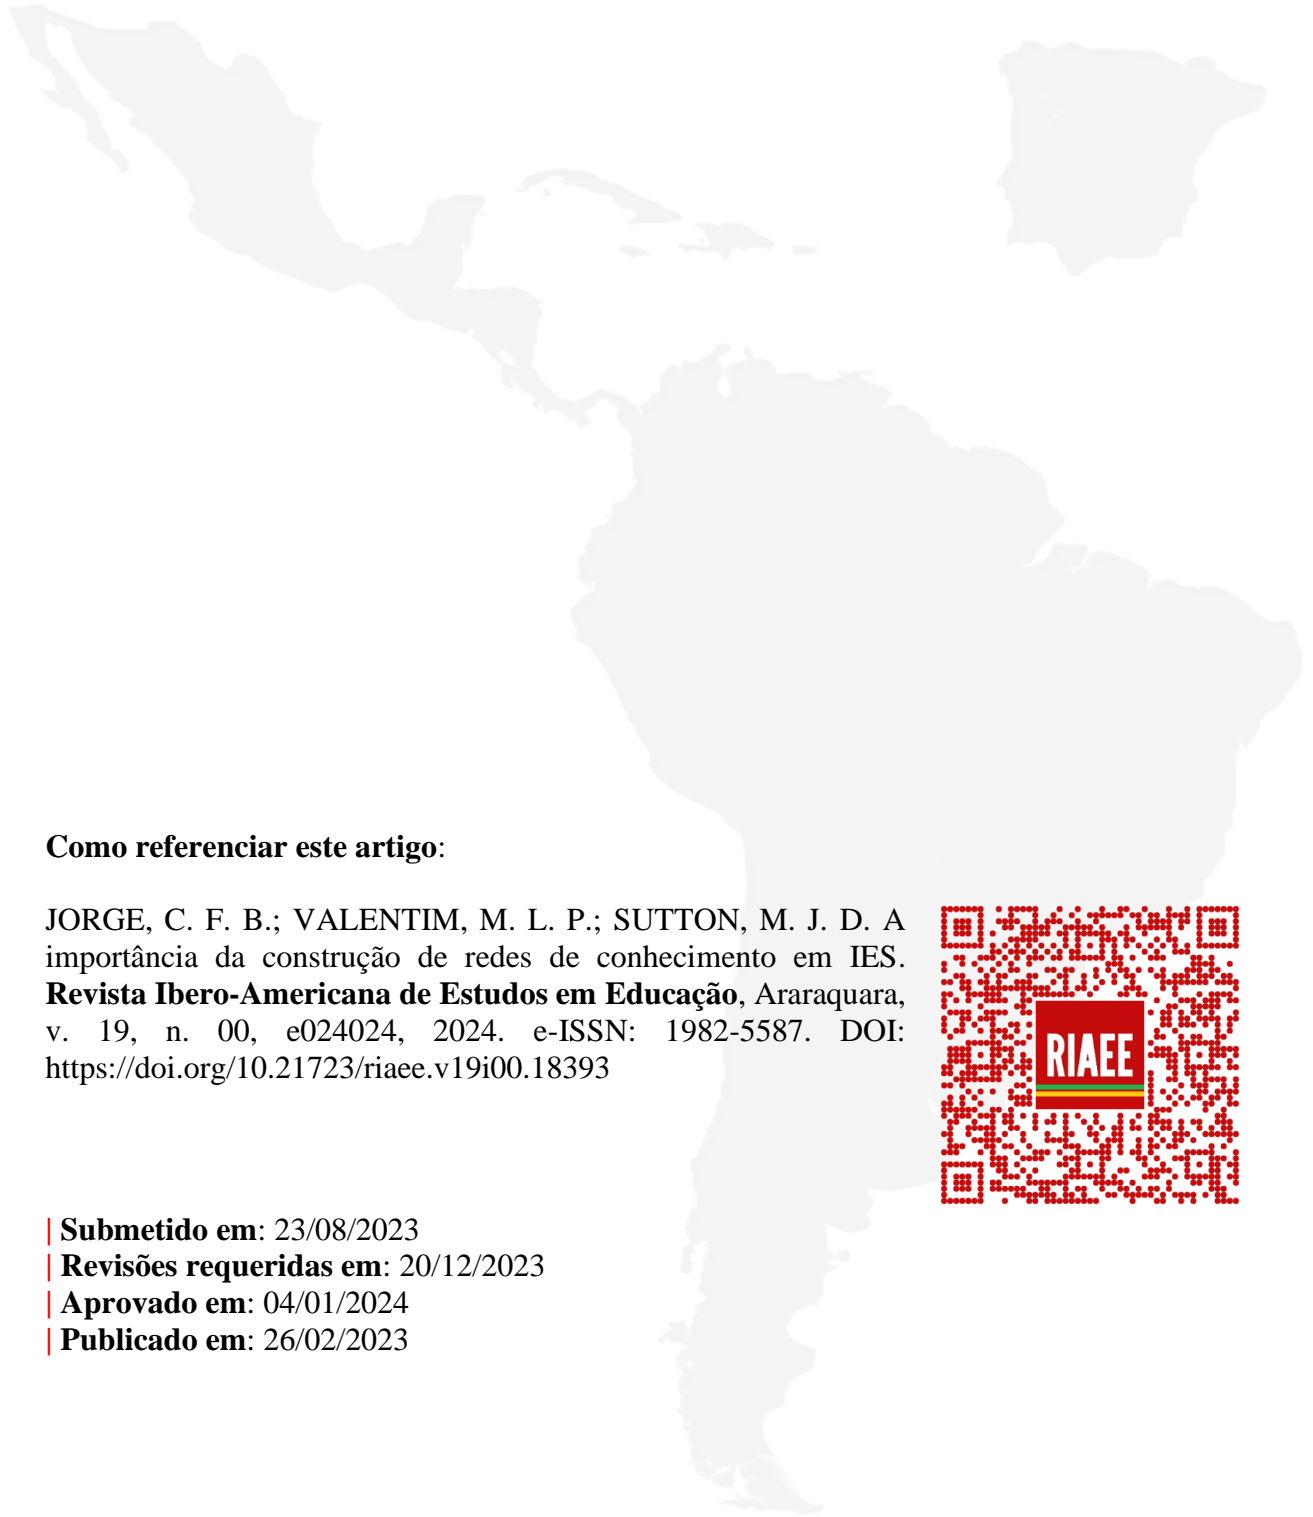 Como referenciar este artigo:
JORGE, C. F. B.; VALENTIM, M. L. P.; SUTTON, M. J. D. A
importância da construção de redes de conhecimento em IES.
Revista Ibero-Americana de Estudos em Educação, Araraquara,
v. 19, n. 00, e024024, 2024. e-ISSN: 1982-5587. DOI:
https://doi.org/10.21723/riaee.v19i00.18393
RIAEE
| Submetido em: 23/08/2023
| Revisões requeridas em: 20/12/2023
| Aprovado em: 04/01/2024
| Publicado em: 26/02/2023